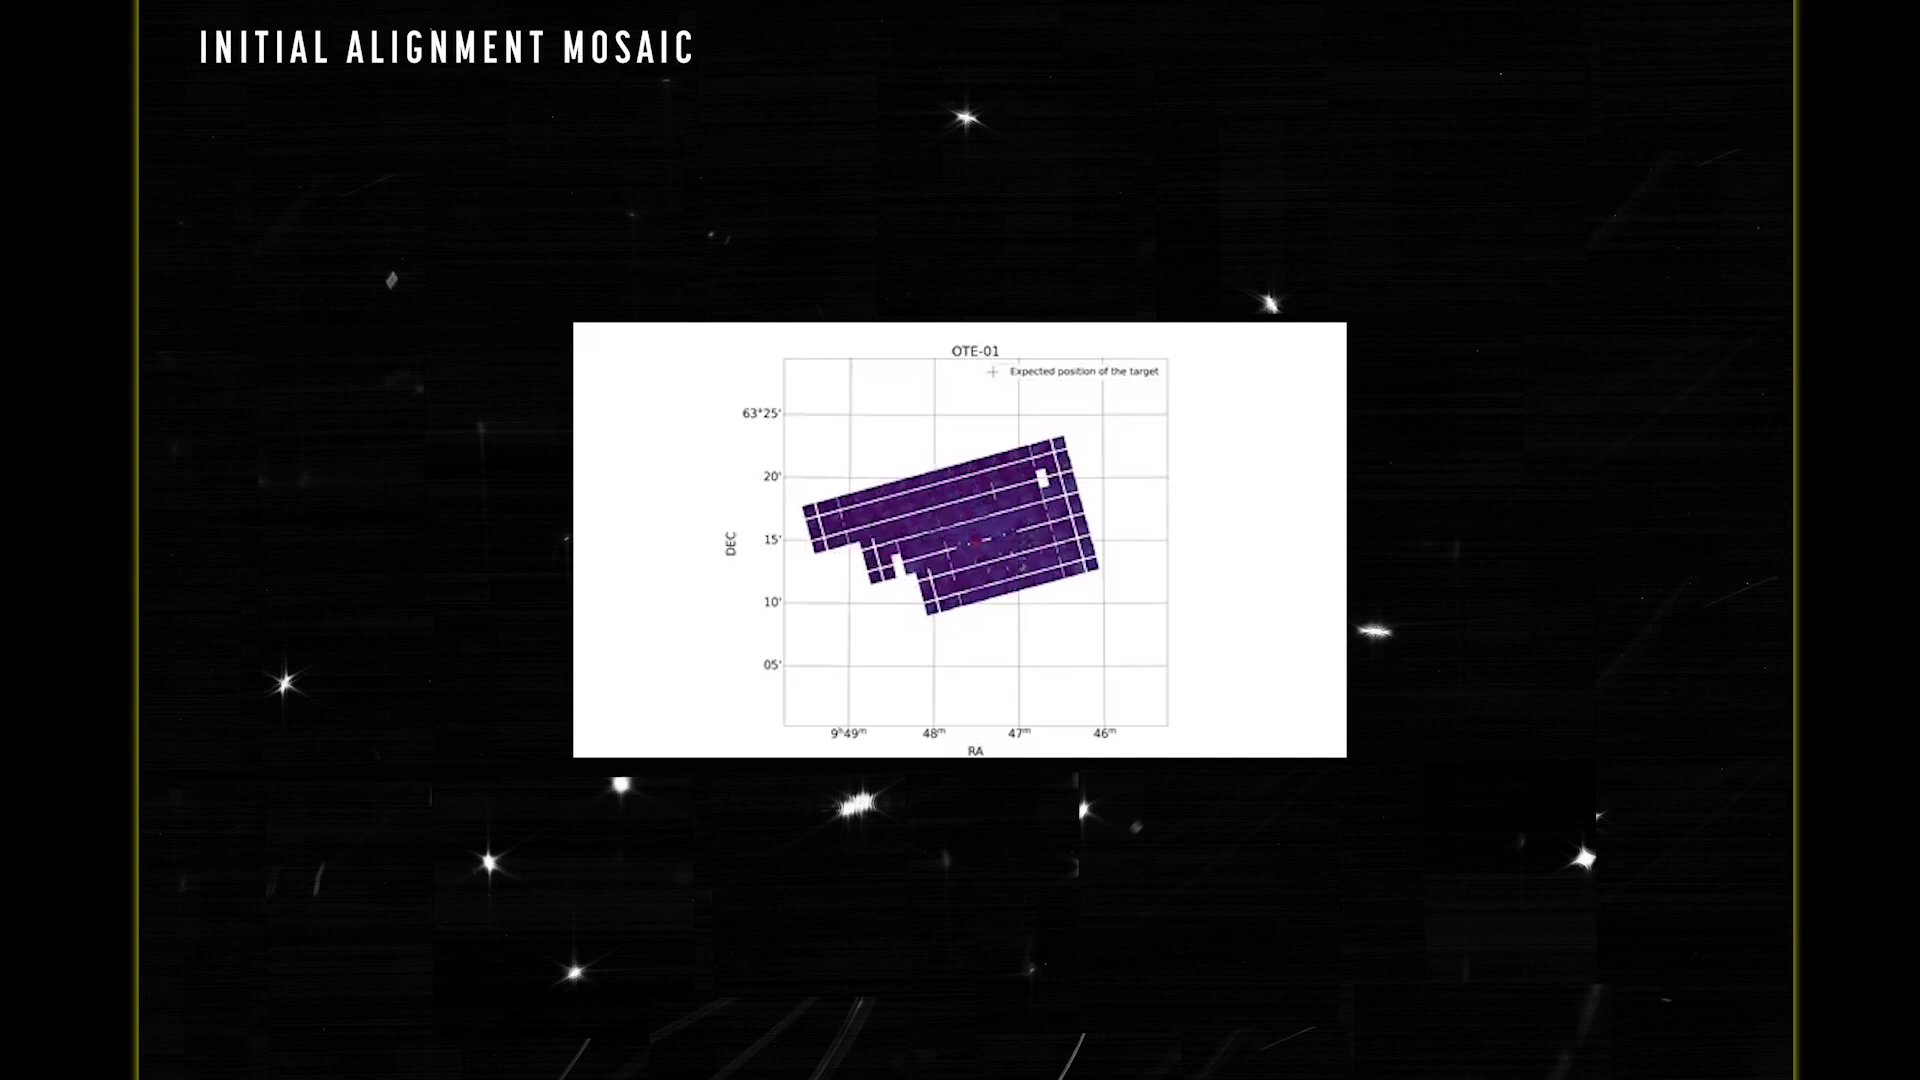 INITIAL ALIGNMENT MOSAIC
OTE-01
Expected position of the target
63°25'
20'
15'
10'
05'
DEC
9ʰ49ᵐ 48ᵐ 47ᵐ 46ᵐ
RA